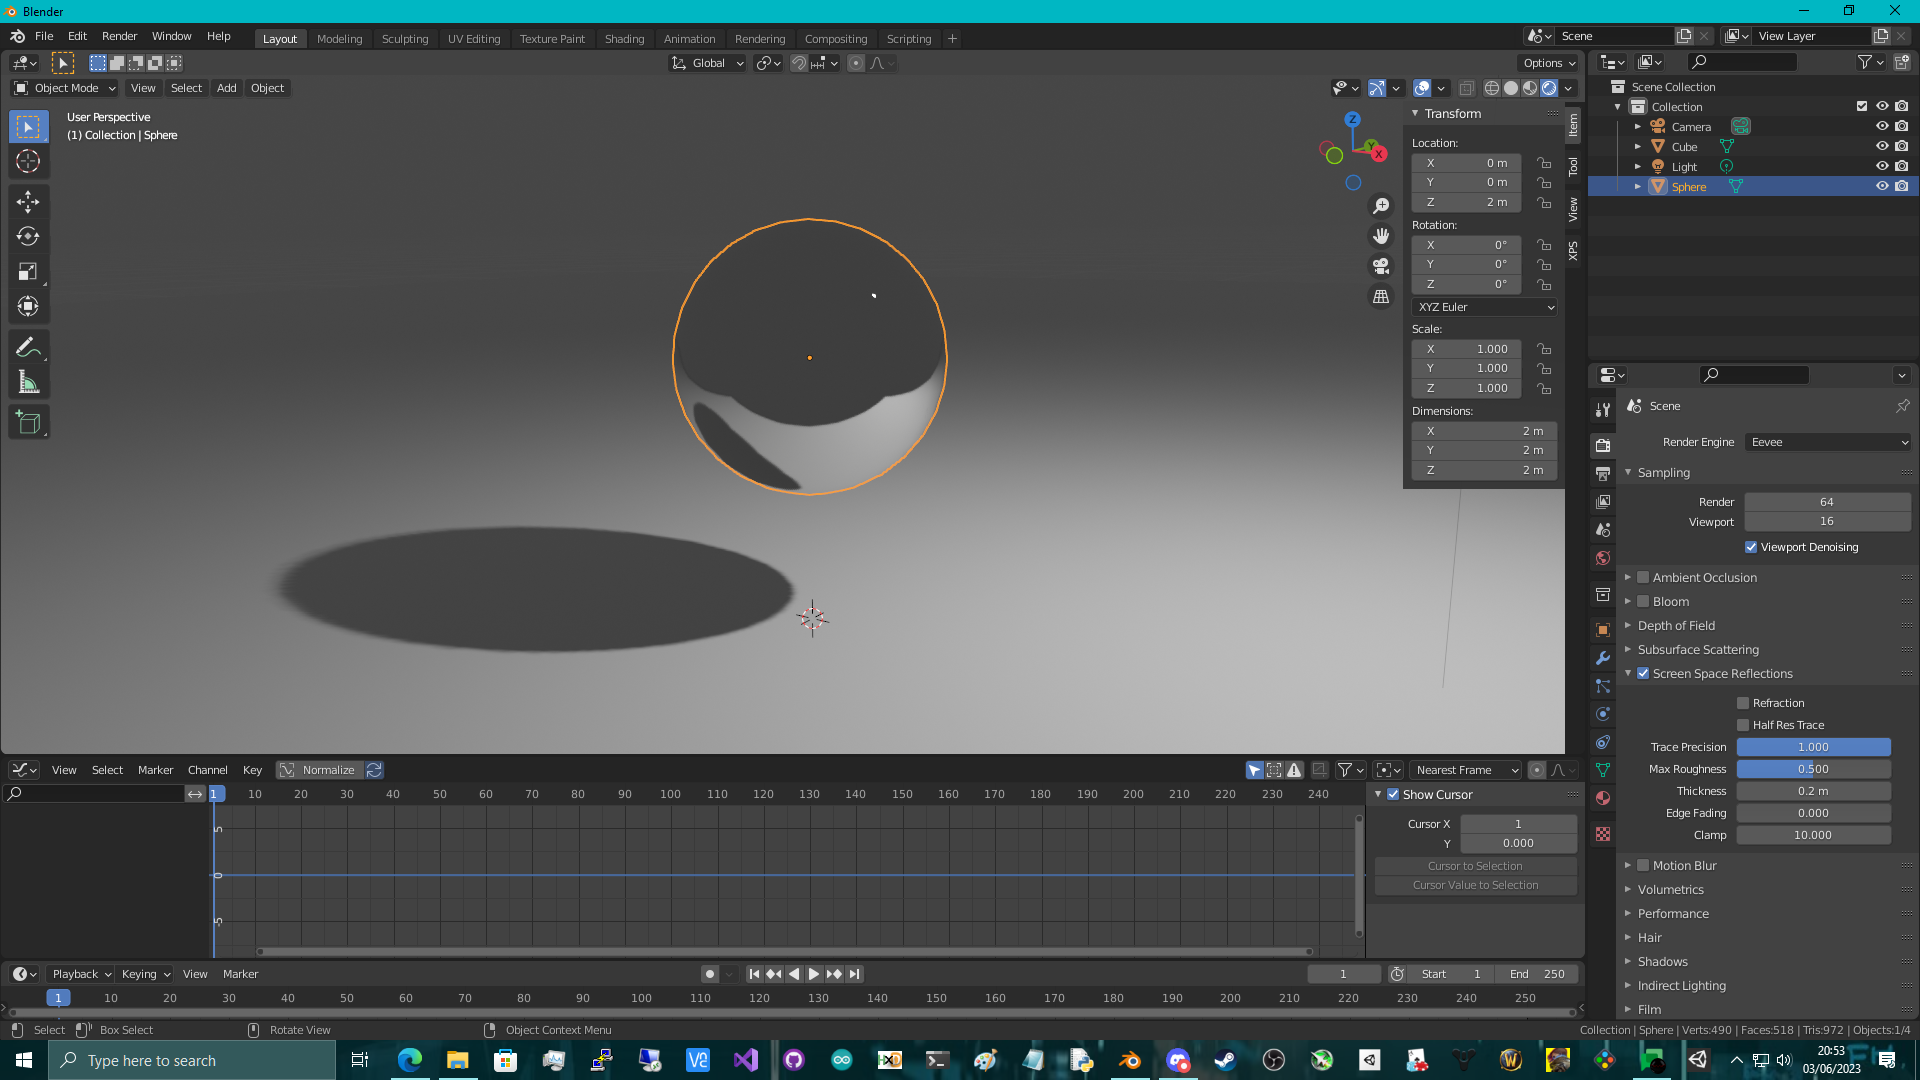 Blender
File Edit Render Window Help
Layout Modeling Sculpting UV Editing Texture Paint Shading Animation Rendering Compositing Scripting +
Scene
View Layer
Global
Options
Object Mode View Select Add Object
User Perspective
(1) Collection | Sphere
Z
Y
X
Transform
Location:
X 0 m
Y 0 m
Z 2 m
Rotation:
X 0°
Y 0°
Z 0°
XYZ Euler
Scale:
X 1.000
Y 1.000
Z 1.000
Dimensions:
X 2 m
Y 2 m
Z 2 m
Item
Tool
View
XPS
Scene Collection
Collection
Camera
Cube
Light
Sphere
Scene
Render Engine Eevee
Sampling
Render 64
Viewport 16
Viewport Denoising
Ambient Occlusion
Bloom
Depth of Field
Subsurface Scattering
Screen Space Reflections
Refraction
Half Res Trace
Trace Precision 1.000
Max Roughness 0.500
Thickness 0.2 m
Edge Fading 0.000
Clamp 10.000
Motion Blur
Volumetrics
Performance
Hair
Shadows
Indirect Lighting
Film
View Select Marker Channel Key Normalize
Nearest Frame
1 10 20 30 40 50 60 70 80 90 100 110 120 130 140 150 160 170 180 190 200 210 220 230 240
5
0
-5
Show Cursor
Cursor X 1
Y 0.000
Cursor to Selection
Cursor Value to Selection
Playback Keying View Marker
1
Start 1
End 250
1 10 20 30 40 50 60 70 80 90 100 110 120 130 140 150 160 170 180 190 200 210 220 230 240 250
Select Box Select Rotate View Object Context Menu
Collection | Sphere | Verts:490 | Faces:518 | Tris:972 | Objects:1/4
Type here to search
20:53
03/06/2023